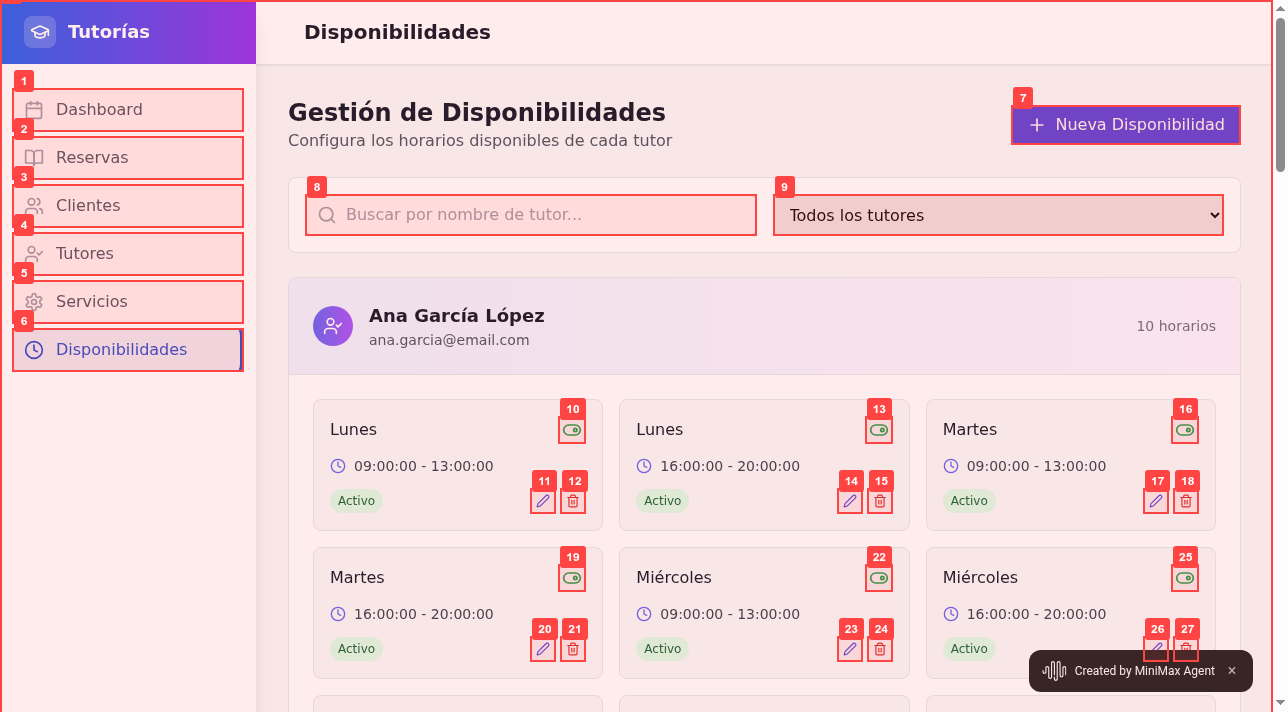 Tutorías
Disponibilidades
1
Dashboard
2
Reservas
3
Clientes
4
Tutores
5
Servicios
6
Disponibilidades
Gestión de Disponibilidades
Configura los horarios disponibles de cada tutor
7
Nueva Disponibilidad
8
Buscar por nombre de tutor...
9
Todos los tutores
Ana García López
ana.garcia@email.com
10 horarios
10
Lunes
09:00:00 - 13:00:00
11
12
Activo
13
Lunes
16:00:00 - 20:00:00
14
15
Activo
16
Martes
09:00:00 - 13:00:00
17
18
Activo
19
Martes
16:00:00 - 20:00:00
20
21
Activo
22
Miércoles
09:00:00 - 13:00:00
23
24
Activo
25
Miércoles
16:00:00 - 20:00:00
26
27
Activo
Created by MiniMax Agent